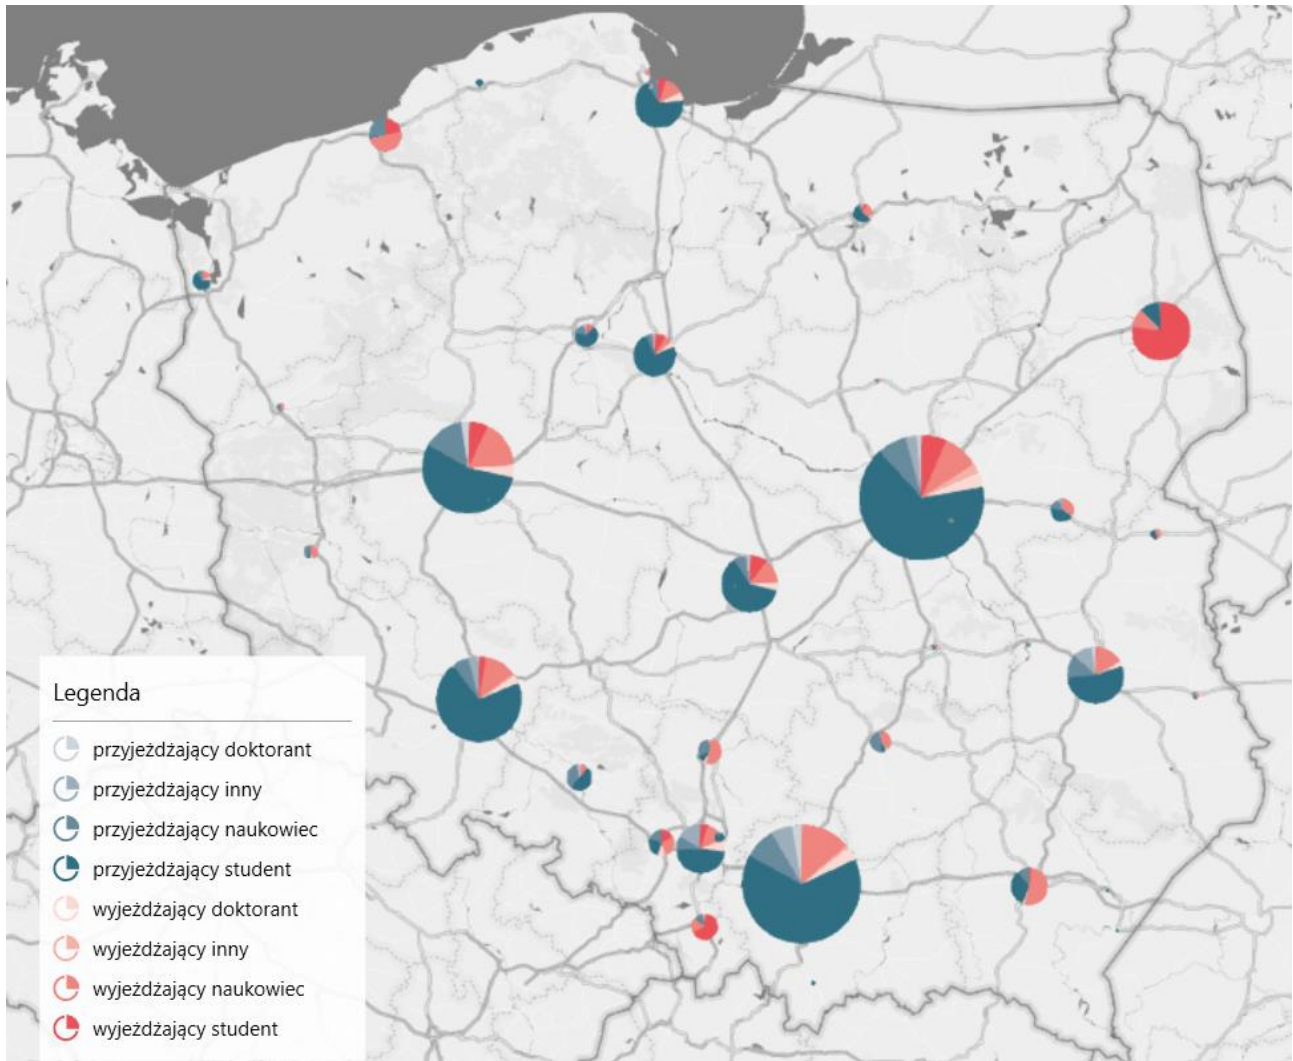 Legenda
przyjeżdżający doktorant
przyjeżdżający inny
przyjeżdżający naukowiec
przyjeżdżający student
wyjeżdżający doktorant
wyjeżdżający inny
wyjeżdżający naukowiec
wyjeżdżający student